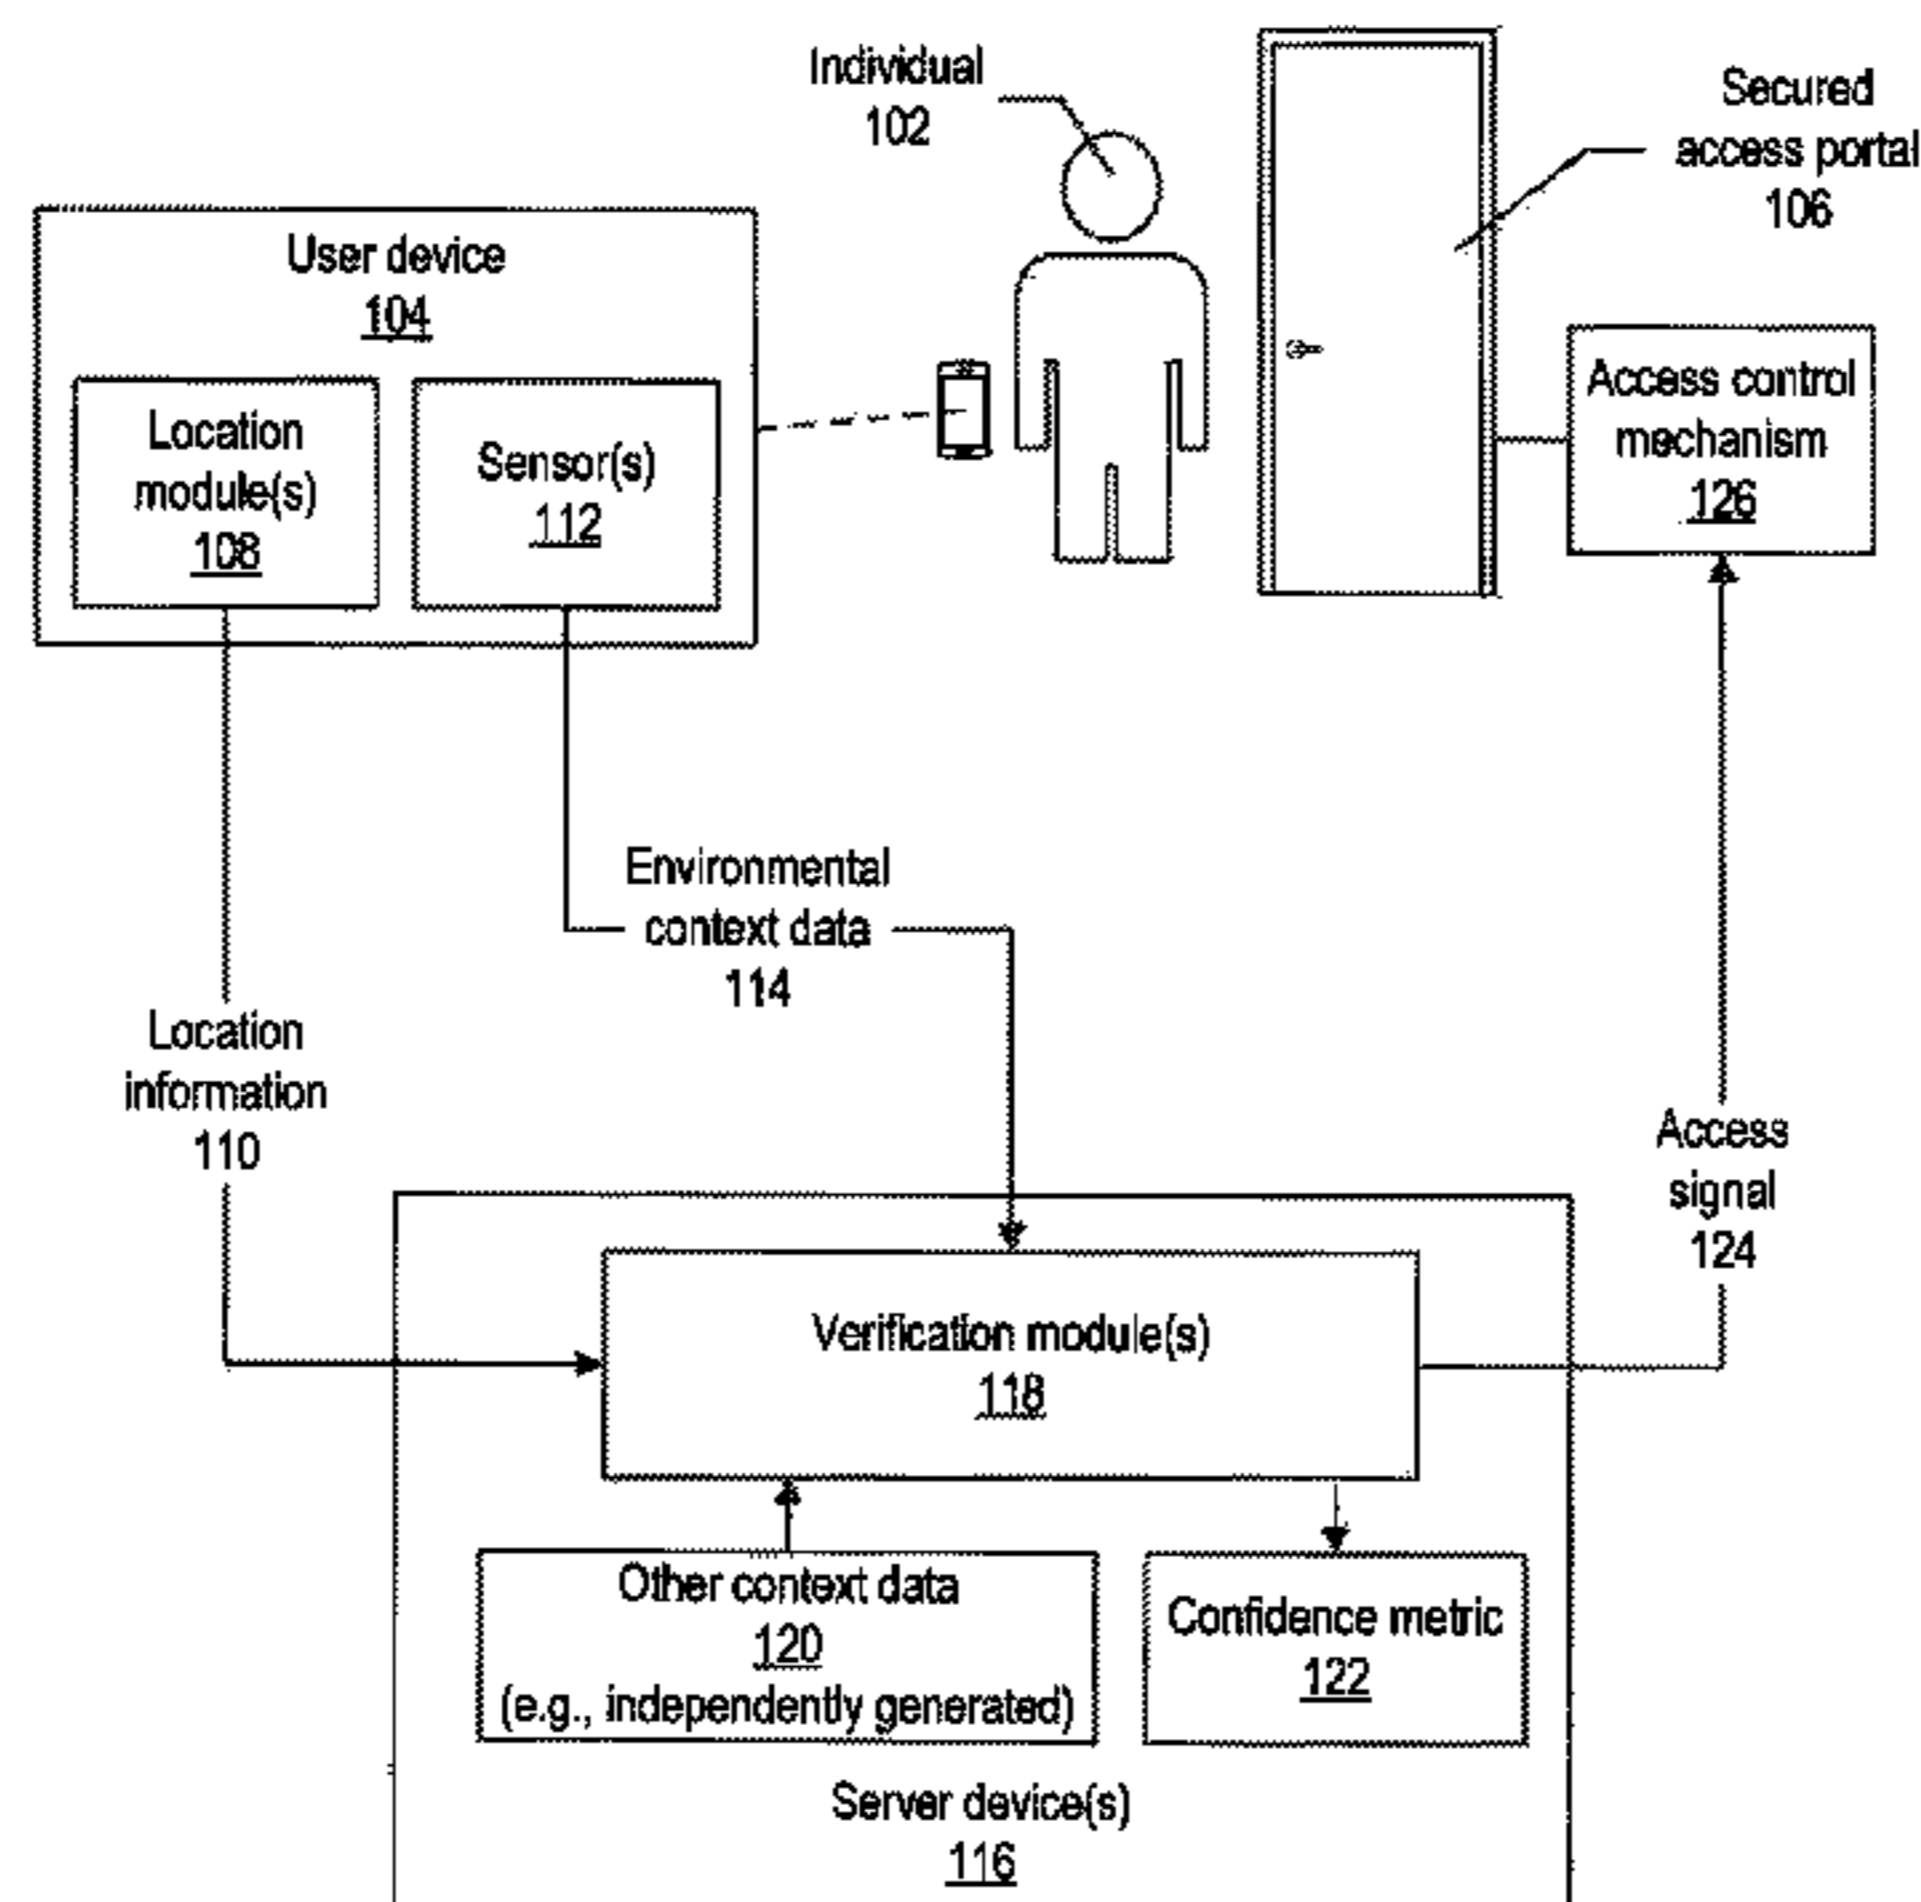 Individual
102
Secured
access portal
106
User device
104
Location
module(s)
108
Sensor(s)
112
Access control
mechanism
126
Environmental
context data
114
Location
information
110
Access
signal
124
Verification module(s)
118
Other context data
120
(e.g., independently generated)
Confidence metric
122
Server device(s)
116